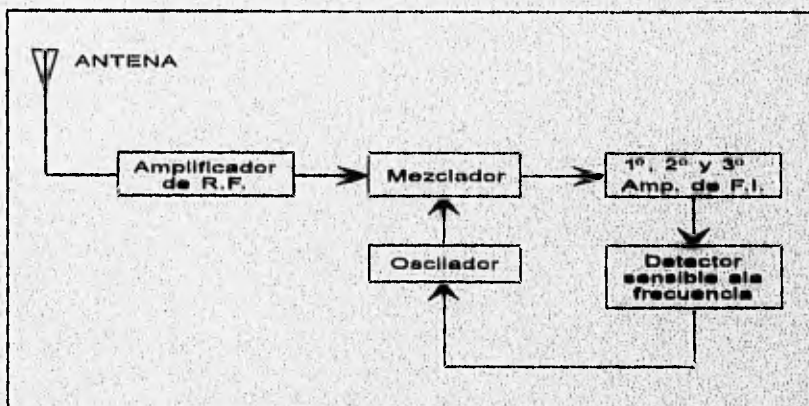 ANTENA
Amplificador
de R.F.
Mezclador
1º, 2º y 3º
Amp. de F.I.
Oscilador
Detector
sensible ala
frecuencia